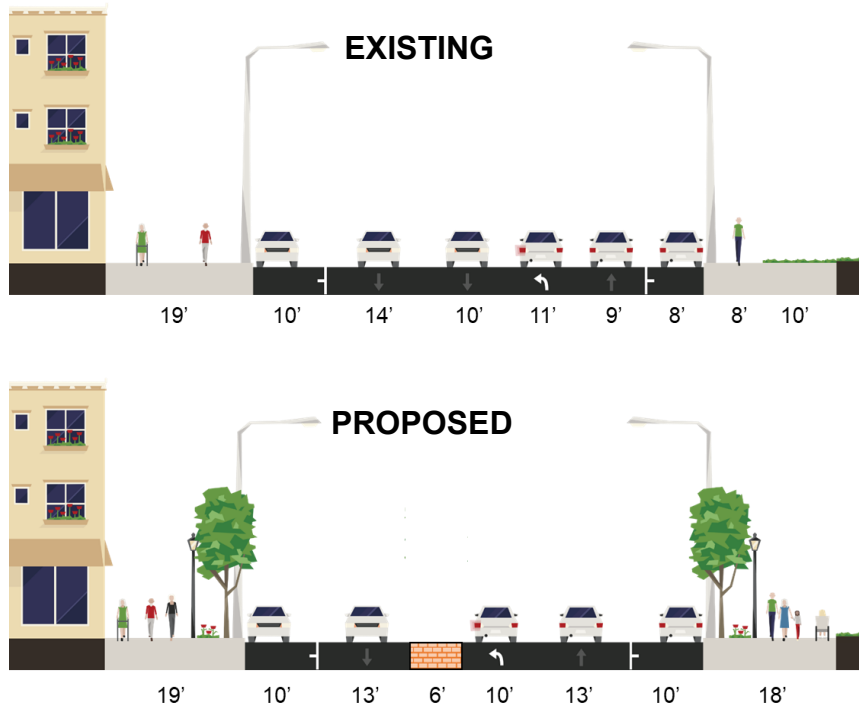 EXISTING
19’ 10’ 14’ 10’ 11’ 9’ 8’ 8’ 10’
PROPOSED
19’ 10’ 13’ 6’ 10’ 13’ 10’ 18’